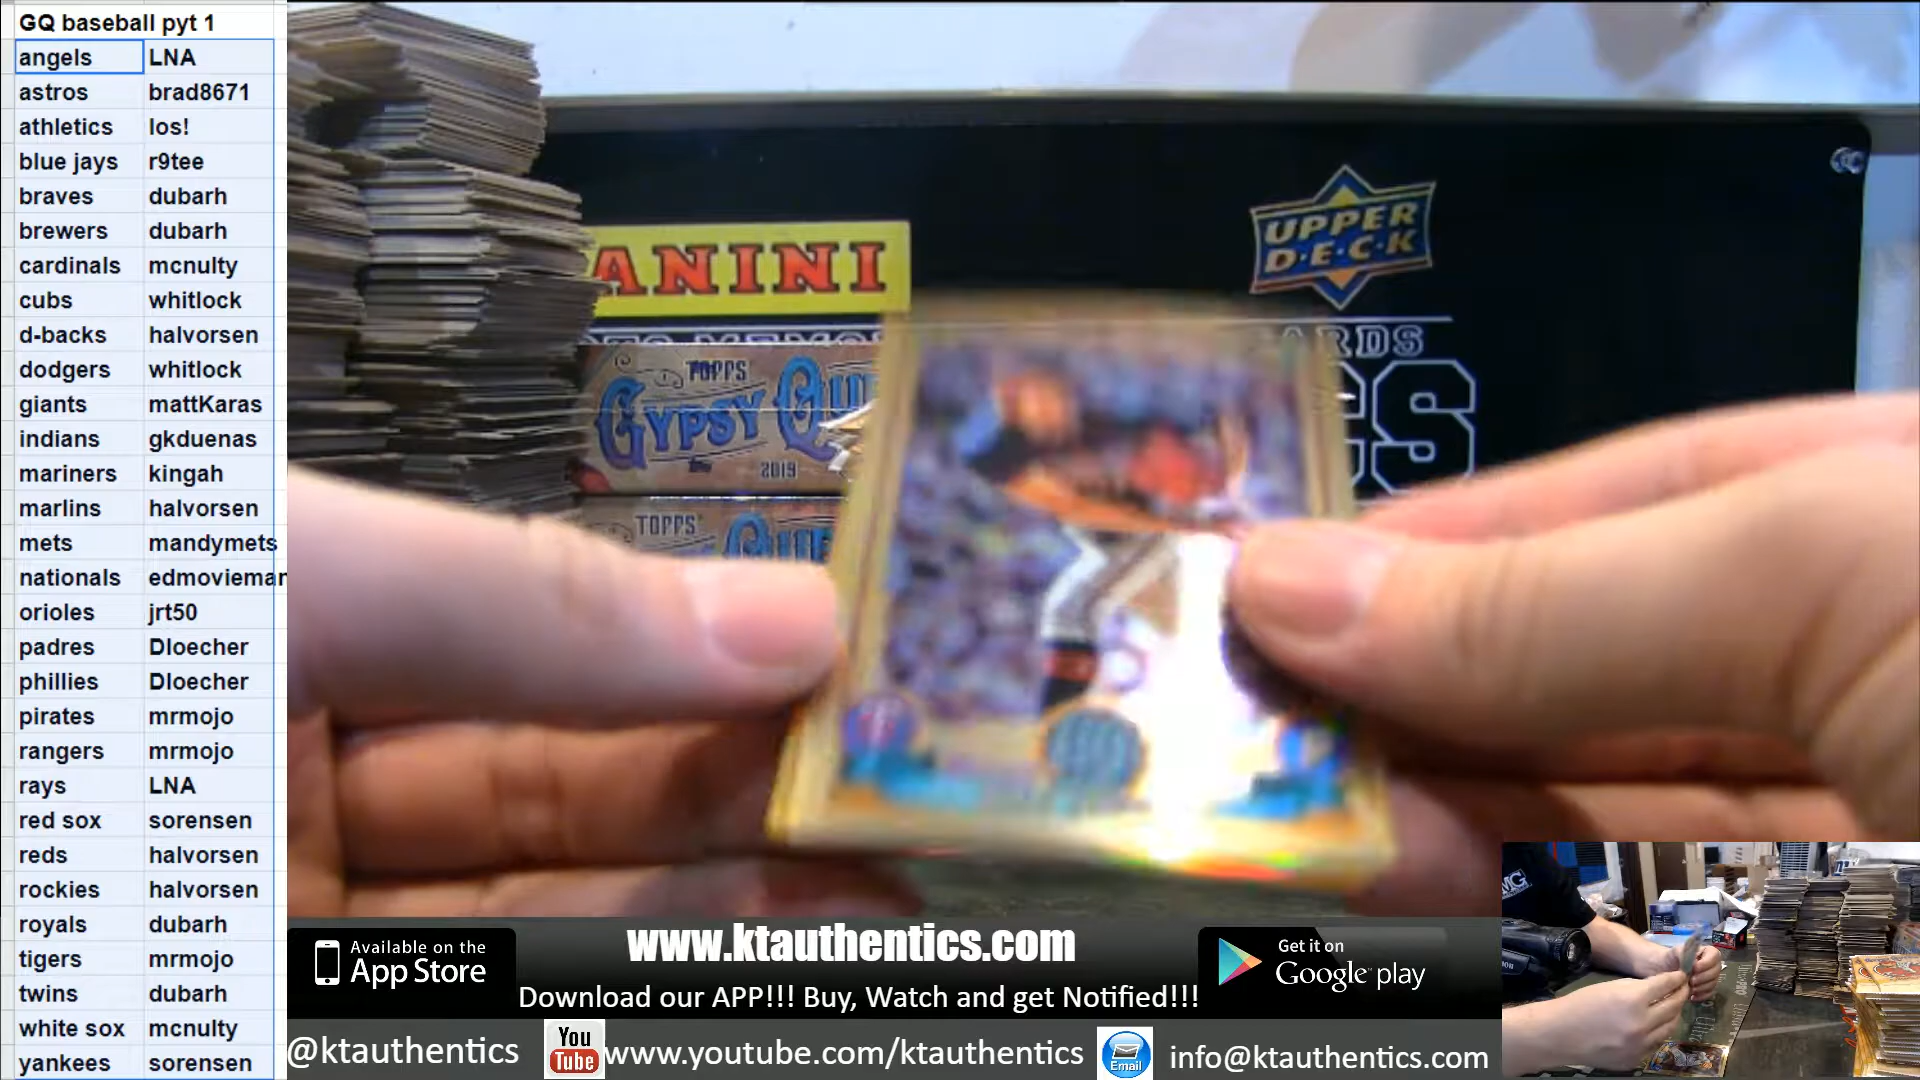 GQ baseball pyt 1
angels LNA
astros brad8671
athletics los!
blue jays r9tee
braves dubarh
brewers dubarh
cardinals mcnulty
cubs whitlock
d-backs halvorsen
dodgers whitlock
giants mattKaras
indians gkduenas
mariners kingah
marlins halvorsen
mets mandymets
nationals edmovieman
orioles jrt50
padres Dloecher
phillies Dloecher
pirates mrmojo
rangers mrmojo
rays LNA
red sox sorensen
reds halvorsen
rockies halvorsen
royals dubarh
tigers mrmojo
twins dubarh
white sox mcnulty
yankees sorensen
UPPER
D·E·C·K
ANINI
ARDS
TOPPS
GYPSY QUE
2019
TOPPS
Available on the
App Store
www.ktauthentics.com
Get it on
Google play
Download our APP!!! Buy, Watch and get Notified!!!
@ktauthentics
You
Tube
www.youtube.com/ktauthentics
Email
info@ktauthentics.com